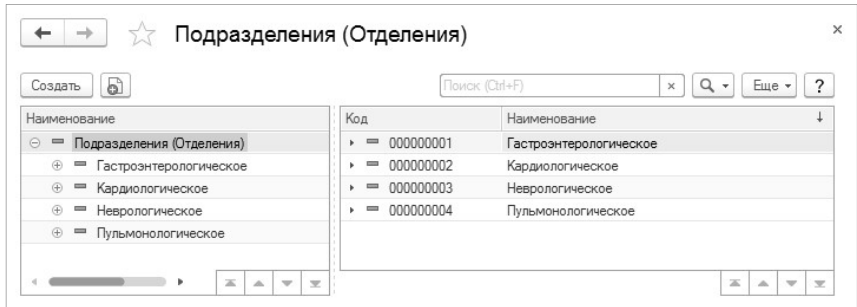 Подразделения (Отделения)
Создать Поиск (Ctrl+F) × Еще ?
Наименование Код Наименование
Подразделения (Отделения) 000000001 Гастроэнтерологическое
Гастроэнтерологическое 000000002 Кардиологическое
Кардиологическое 000000003 Неврологическое
Неврологическое 000000004 Пульмонологическое
Пульмонологическое